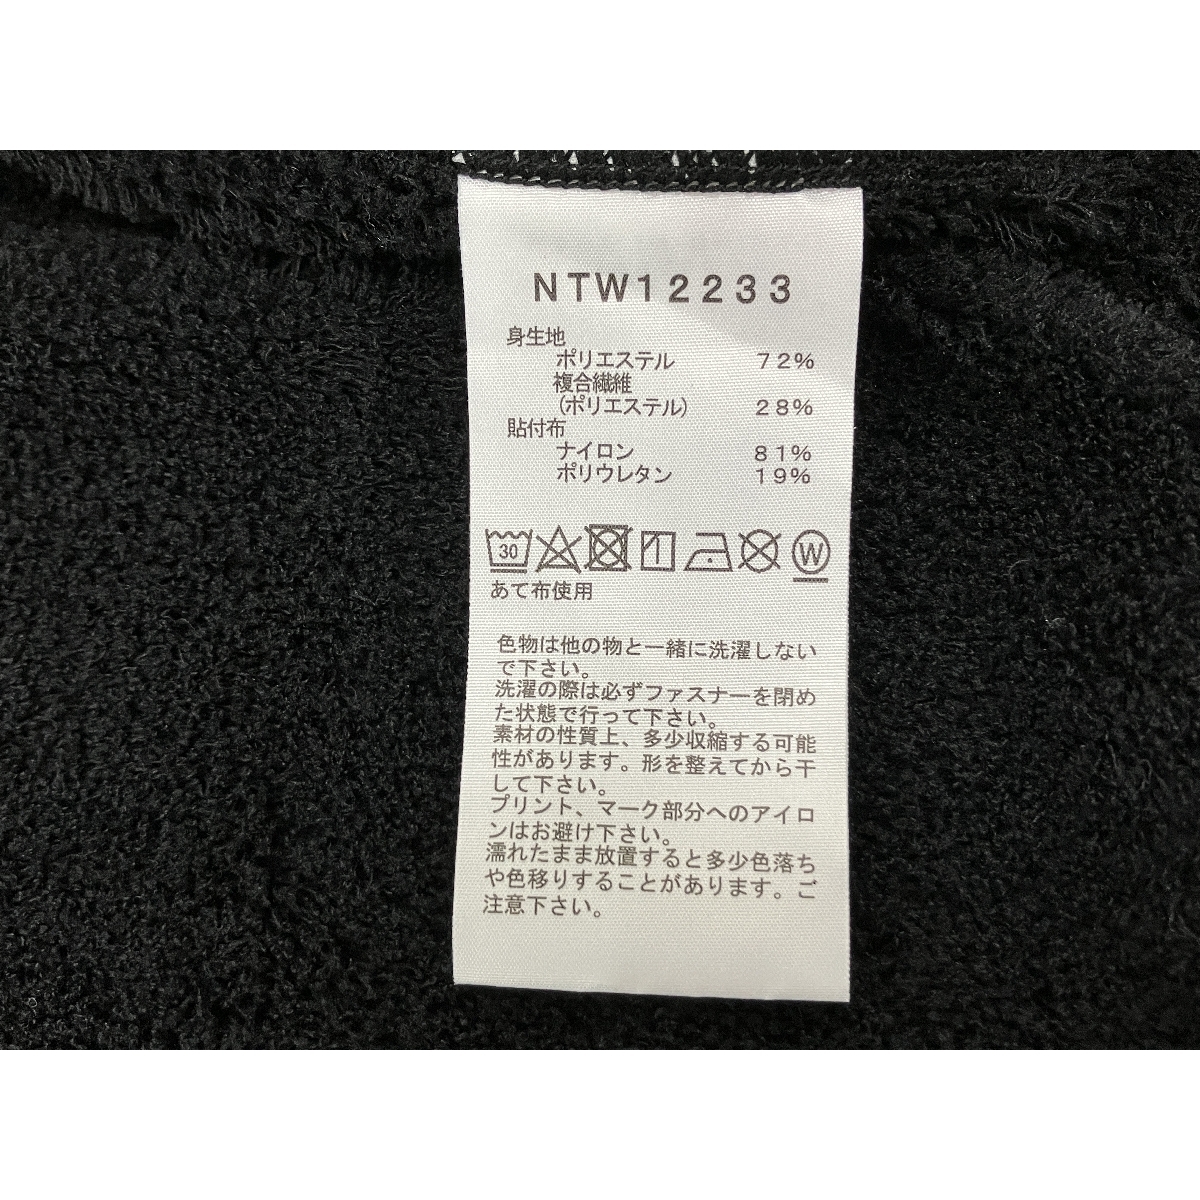 NTW12233
身生地
ポリエステル 72%
複合繊維
(ポリエステル) 28%
貼付布
ナイロン 81%
ポリウレタン 19%
30 W
あて布使用
色物は他の物と一緒に洗濯しない
で下さい。
洗濯の際は必ずファスナーを閉め
た状態で行って下さい。
素材の性質上、多少収縮する可能
性があります。形を整えてから干
して下さい。
プリント、マーク部分へのアイロ
ンはお避け下さい。
濡れたまま放置すると多少色落ち
や色移りすることがあります。ご
注意下さい。